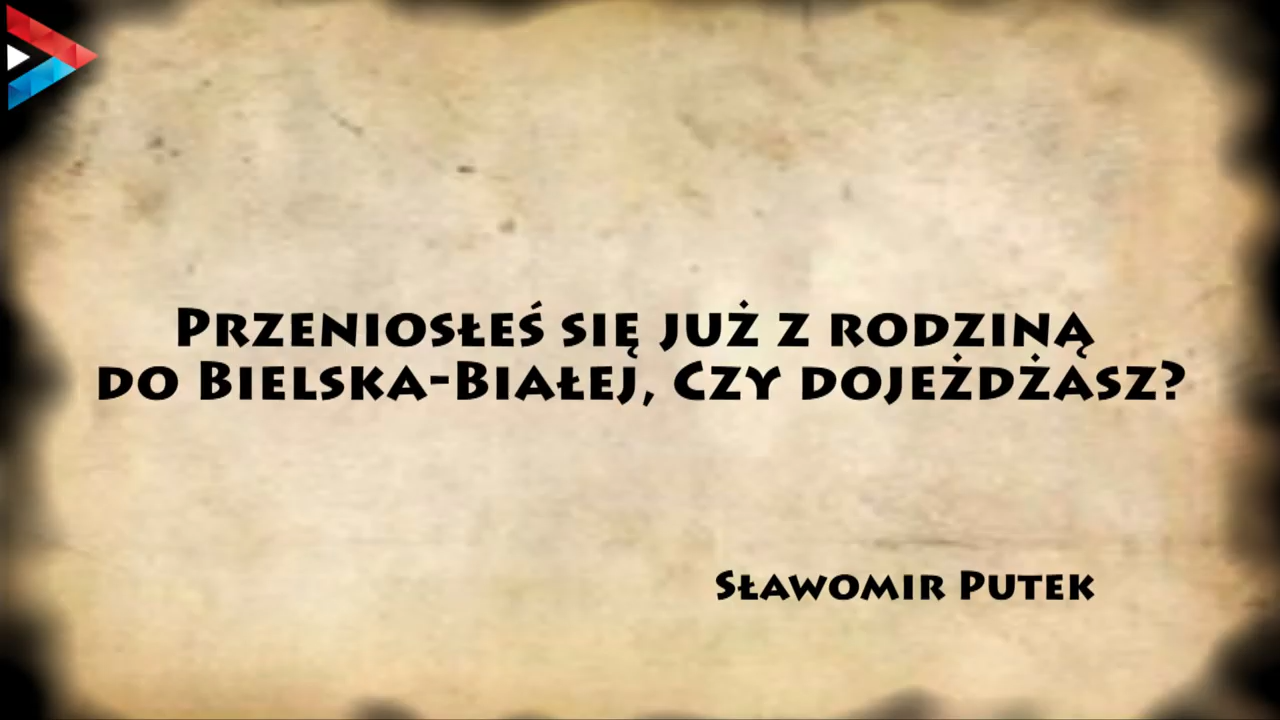 Przeniosłeś się już z rodziną
do Bielska-Białej, Czy dojeżdżasz?
Sławomir Putek